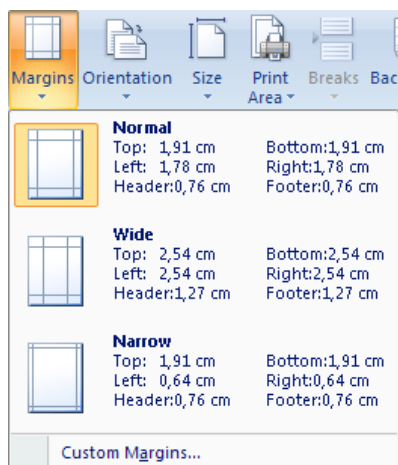 Margins Orientation Size Print Area Breaks
Normal
Top: 1,91 cm Bottom:1,91 cm
Left: 1,78 cm Right:1,78 cm
Header:0,76 cm Footer:0,76 cm
Wide
Top: 2,54 cm Bottom:2,54 cm
Left: 2,54 cm Right:2,54 cm
Header:1,27 cm Footer:1,27 cm
Narrow
Top: 1,91 cm Bottom:1,91 cm
Left: 0,64 cm Right:0,64 cm
Header:0,76 cm Footer:0,76 cm
Custom Margins...